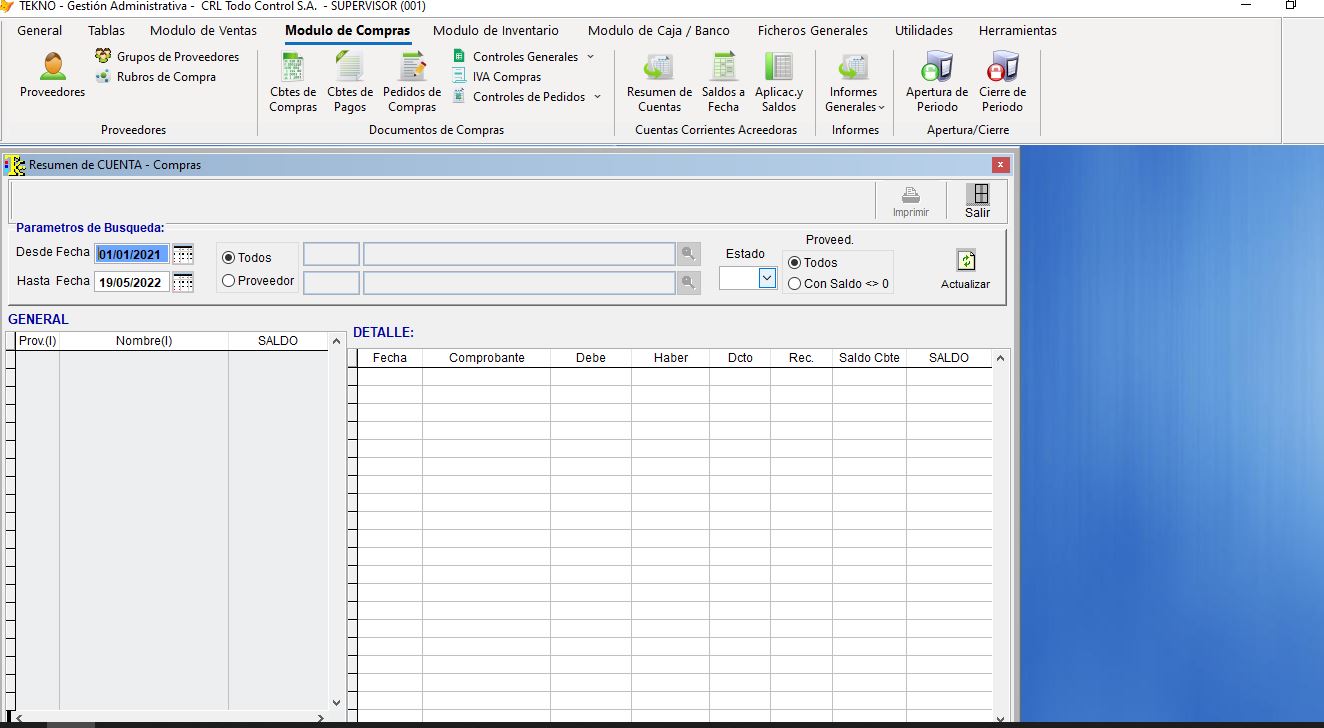 TEKNO - Gestión Administrativa - CRL Todo Control S.A. - SUPERVISOR (001)
General Tablas Modulo de Ventas Modulo de Compras Modulo de Inventario Modulo de Caja / Banco Ficheros Generales Utilidades Herramientas
Proveedores
Grupos de Proveedores
Rubros de Compra
Proveedores
Cbtes de Compras
Cbtes de Pagos
Pedidos de Compras
Controles Generales
IVA Compras
Controles de Pedidos
Documentos de Compras
Resumen de Cuentas
Saldos a Fecha
Aplicac.y Saldos
Cuentas Corrientes Acreedoras
Informes Generales
Informes
Apertura de Periodo
Cierre de Periodo
Apertura/Cierre
Resumen de CUENTA - Compras
x
Imprimir
Salir
Parametros de Busqueda:
Desde Fecha 01/01/2021
Hasta Fecha 19/05/2022
Todos
Proveedor
Estado
Proveed.
Todos
Con Saldo <> 0
Actualizar
GENERAL
Prov.(I) Nombre(I) SALDO
DETALLE:
Fecha Comprobante Debe Haber Dcto Rec. Saldo Cbte SALDO